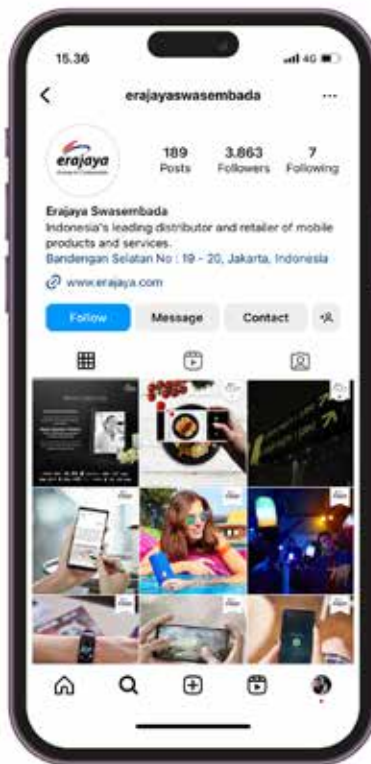 15.36
4G
erajayaswasembada
erajaya
189
3.863
7
Posts
Followers
Following
Erajaya Swasembada
Indonesia's leading distributor and retailer of mobile
products and services.
Bandengan Selatan No : 19 - 20, Jakarta, Indonesia
www.erajaya.com
Follow
Message
Contact